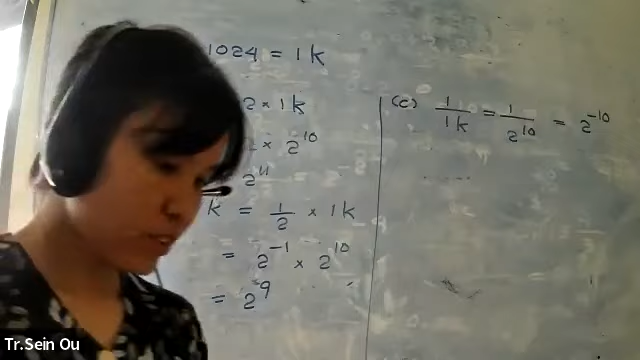 1024 = 1k
2 × 1k
× 2^10
2^11
k = 1/2 × 1k
= 2^-1 × 2^10
= 2^9
(c) 1/1k = 1/2^10 = 2^-10
Tr.Sein Ou